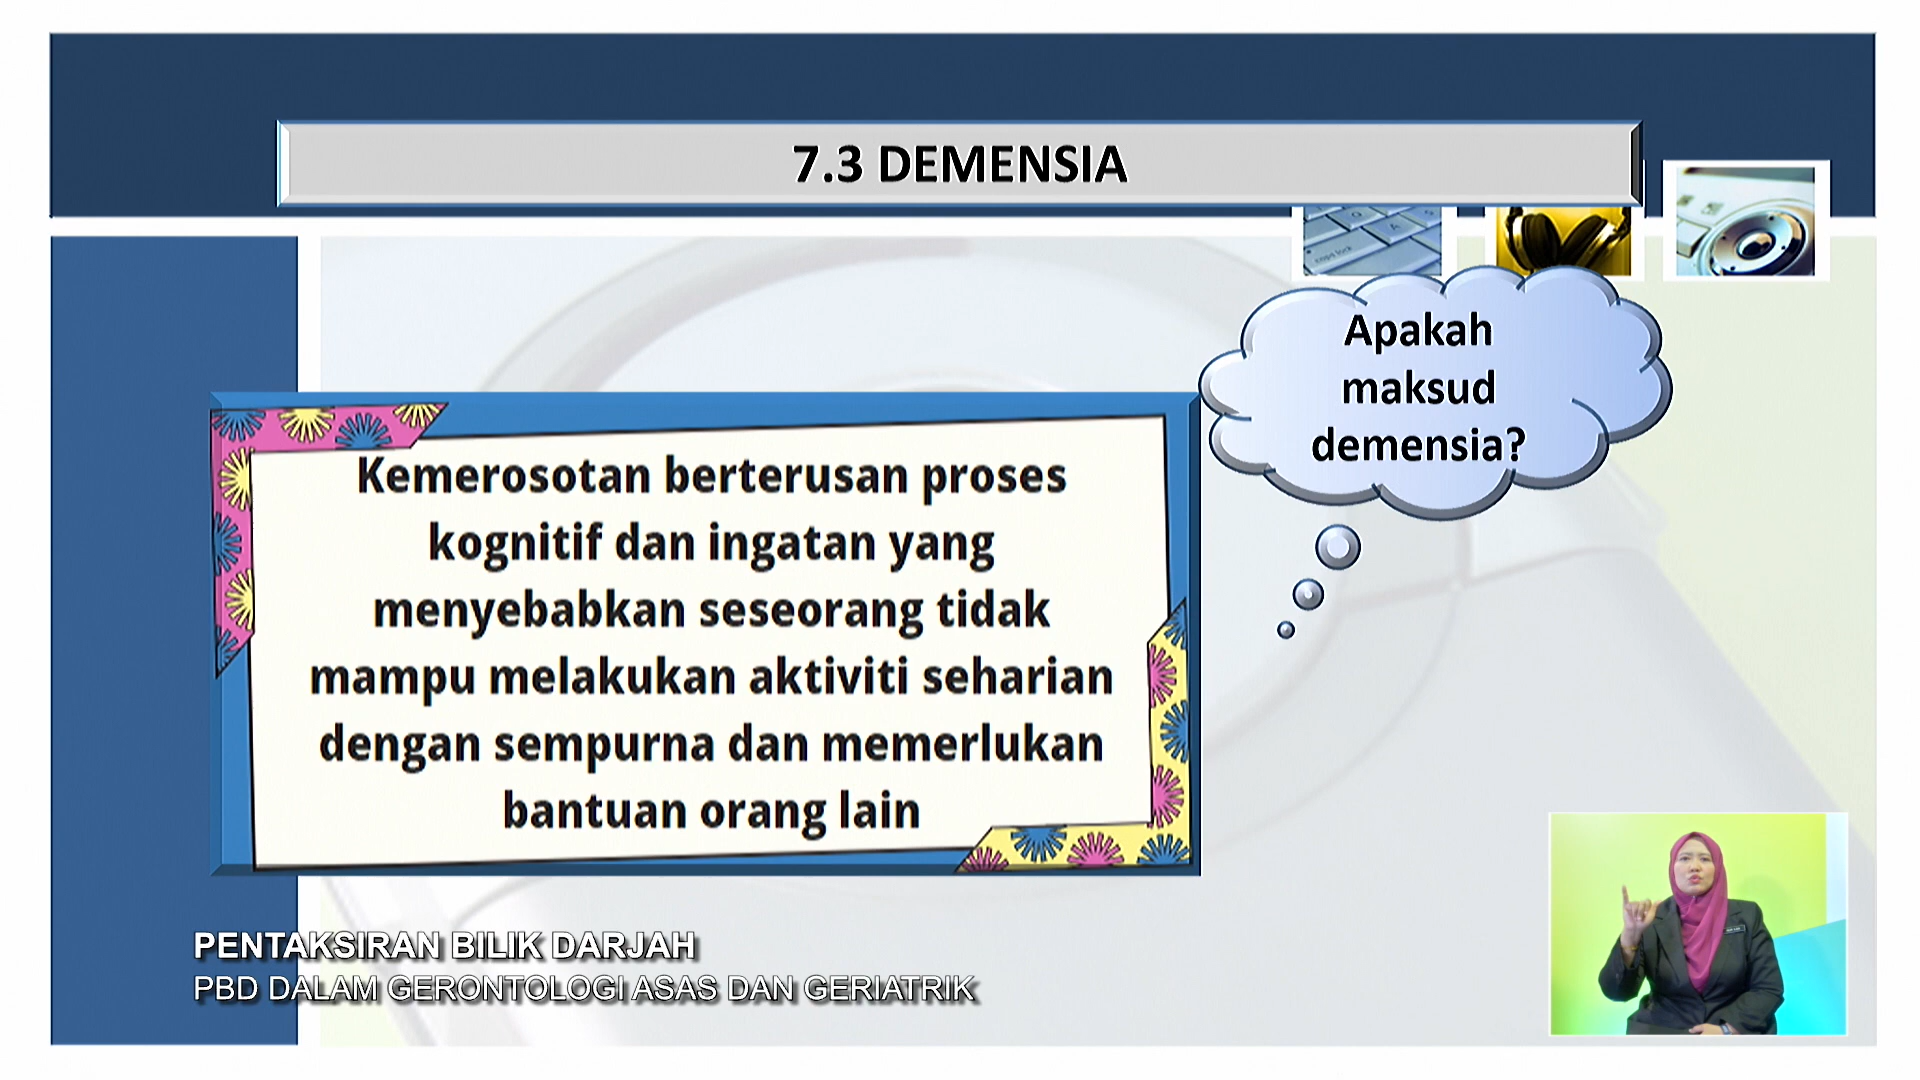 7.3 DEMENSIA
Apakah
maksud
demensia?
Kemerosotan berterusan proses
kognitif dan ingatan yang
menyebabkan seseorang tidak
mampu melakukan aktiviti seharian
dengan sempurna dan memerlukan
bantuan orang lain
PENTAKSIRAN BILIK DARJAH
PBD DALAM GERONTOLOGI ASAS DAN GERIATRIK